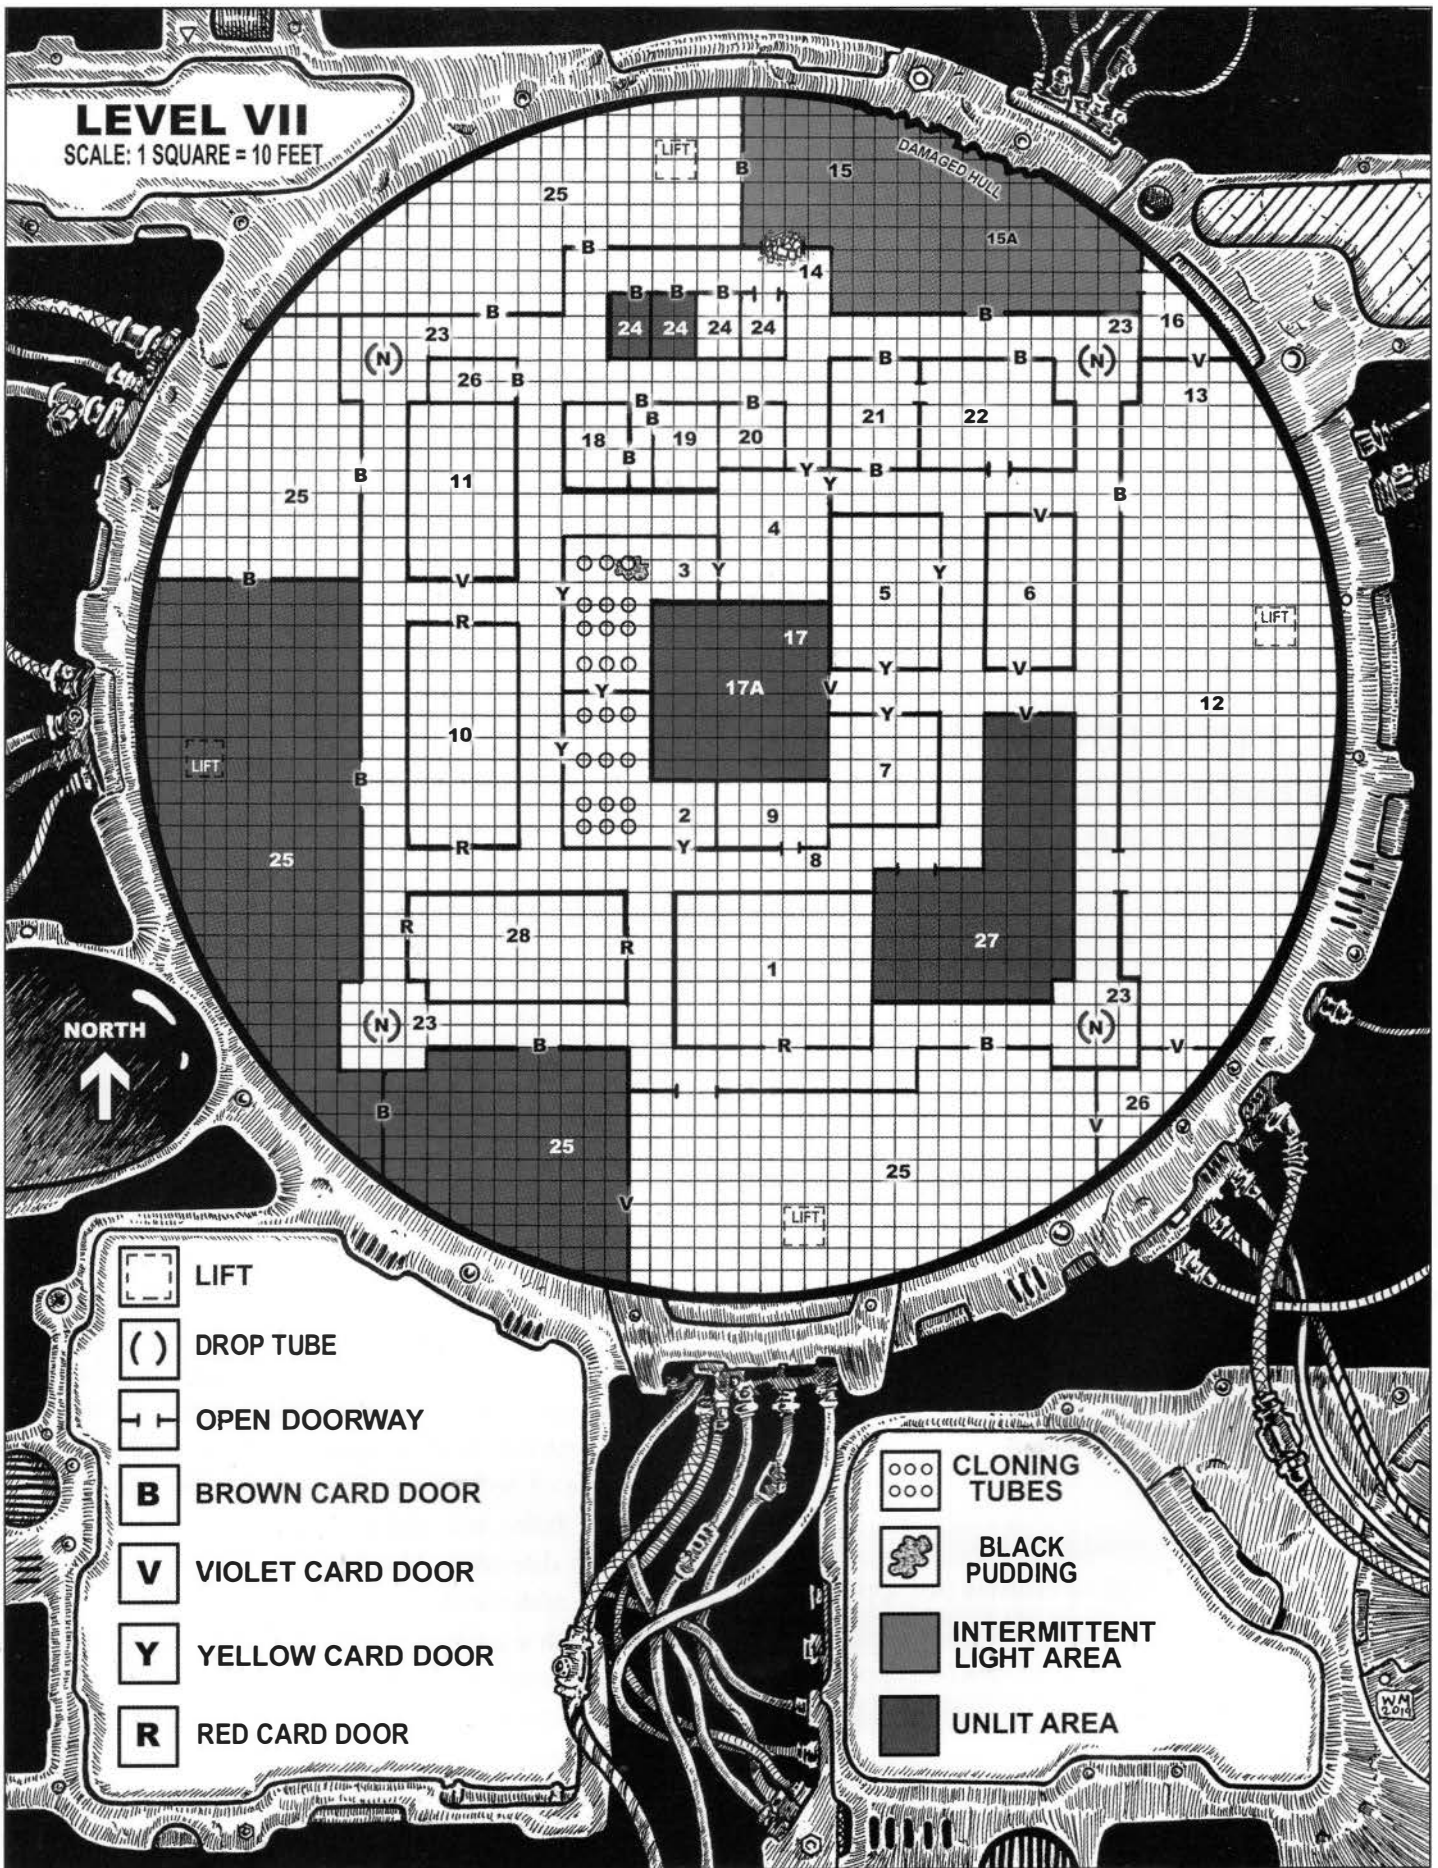 LEVEL VII
SCALE: 1 SQUARE = 10 FEET
LIFT
B
15
DAMAGED HULL
25
15A
B
14
B
B
B
24
24
24
24
B
B
23
23
16
(N)
(N)
B
B
V
26
B
13
B
B
B
18
19
20
21
22
B
Y
B
11
B
Y
B
25
V
4
3
Y
Y
B
V
Y
5
6
R
17
LIFT
Y
V
17A
V
Y
12
Y
V
10
Y
LIFT
B
7
2
9
R
Y
8
25
R
28
R
27
1
23
NORTH
(N)
23
(N)
B
R
B
V
B
26
V
25
25
V
LIFT
LIFT
( )
DROP TUBE
OPEN DOORWAY
B
BROWN CARD DOOR
V
VIOLET CARD DOOR
Y
YELLOW CARD DOOR
R
RED CARD DOOR
CLONING
TUBES
BLACK
PUDDING
INTERMITTENT
LIGHT AREA
UNLIT AREA
WM
2019